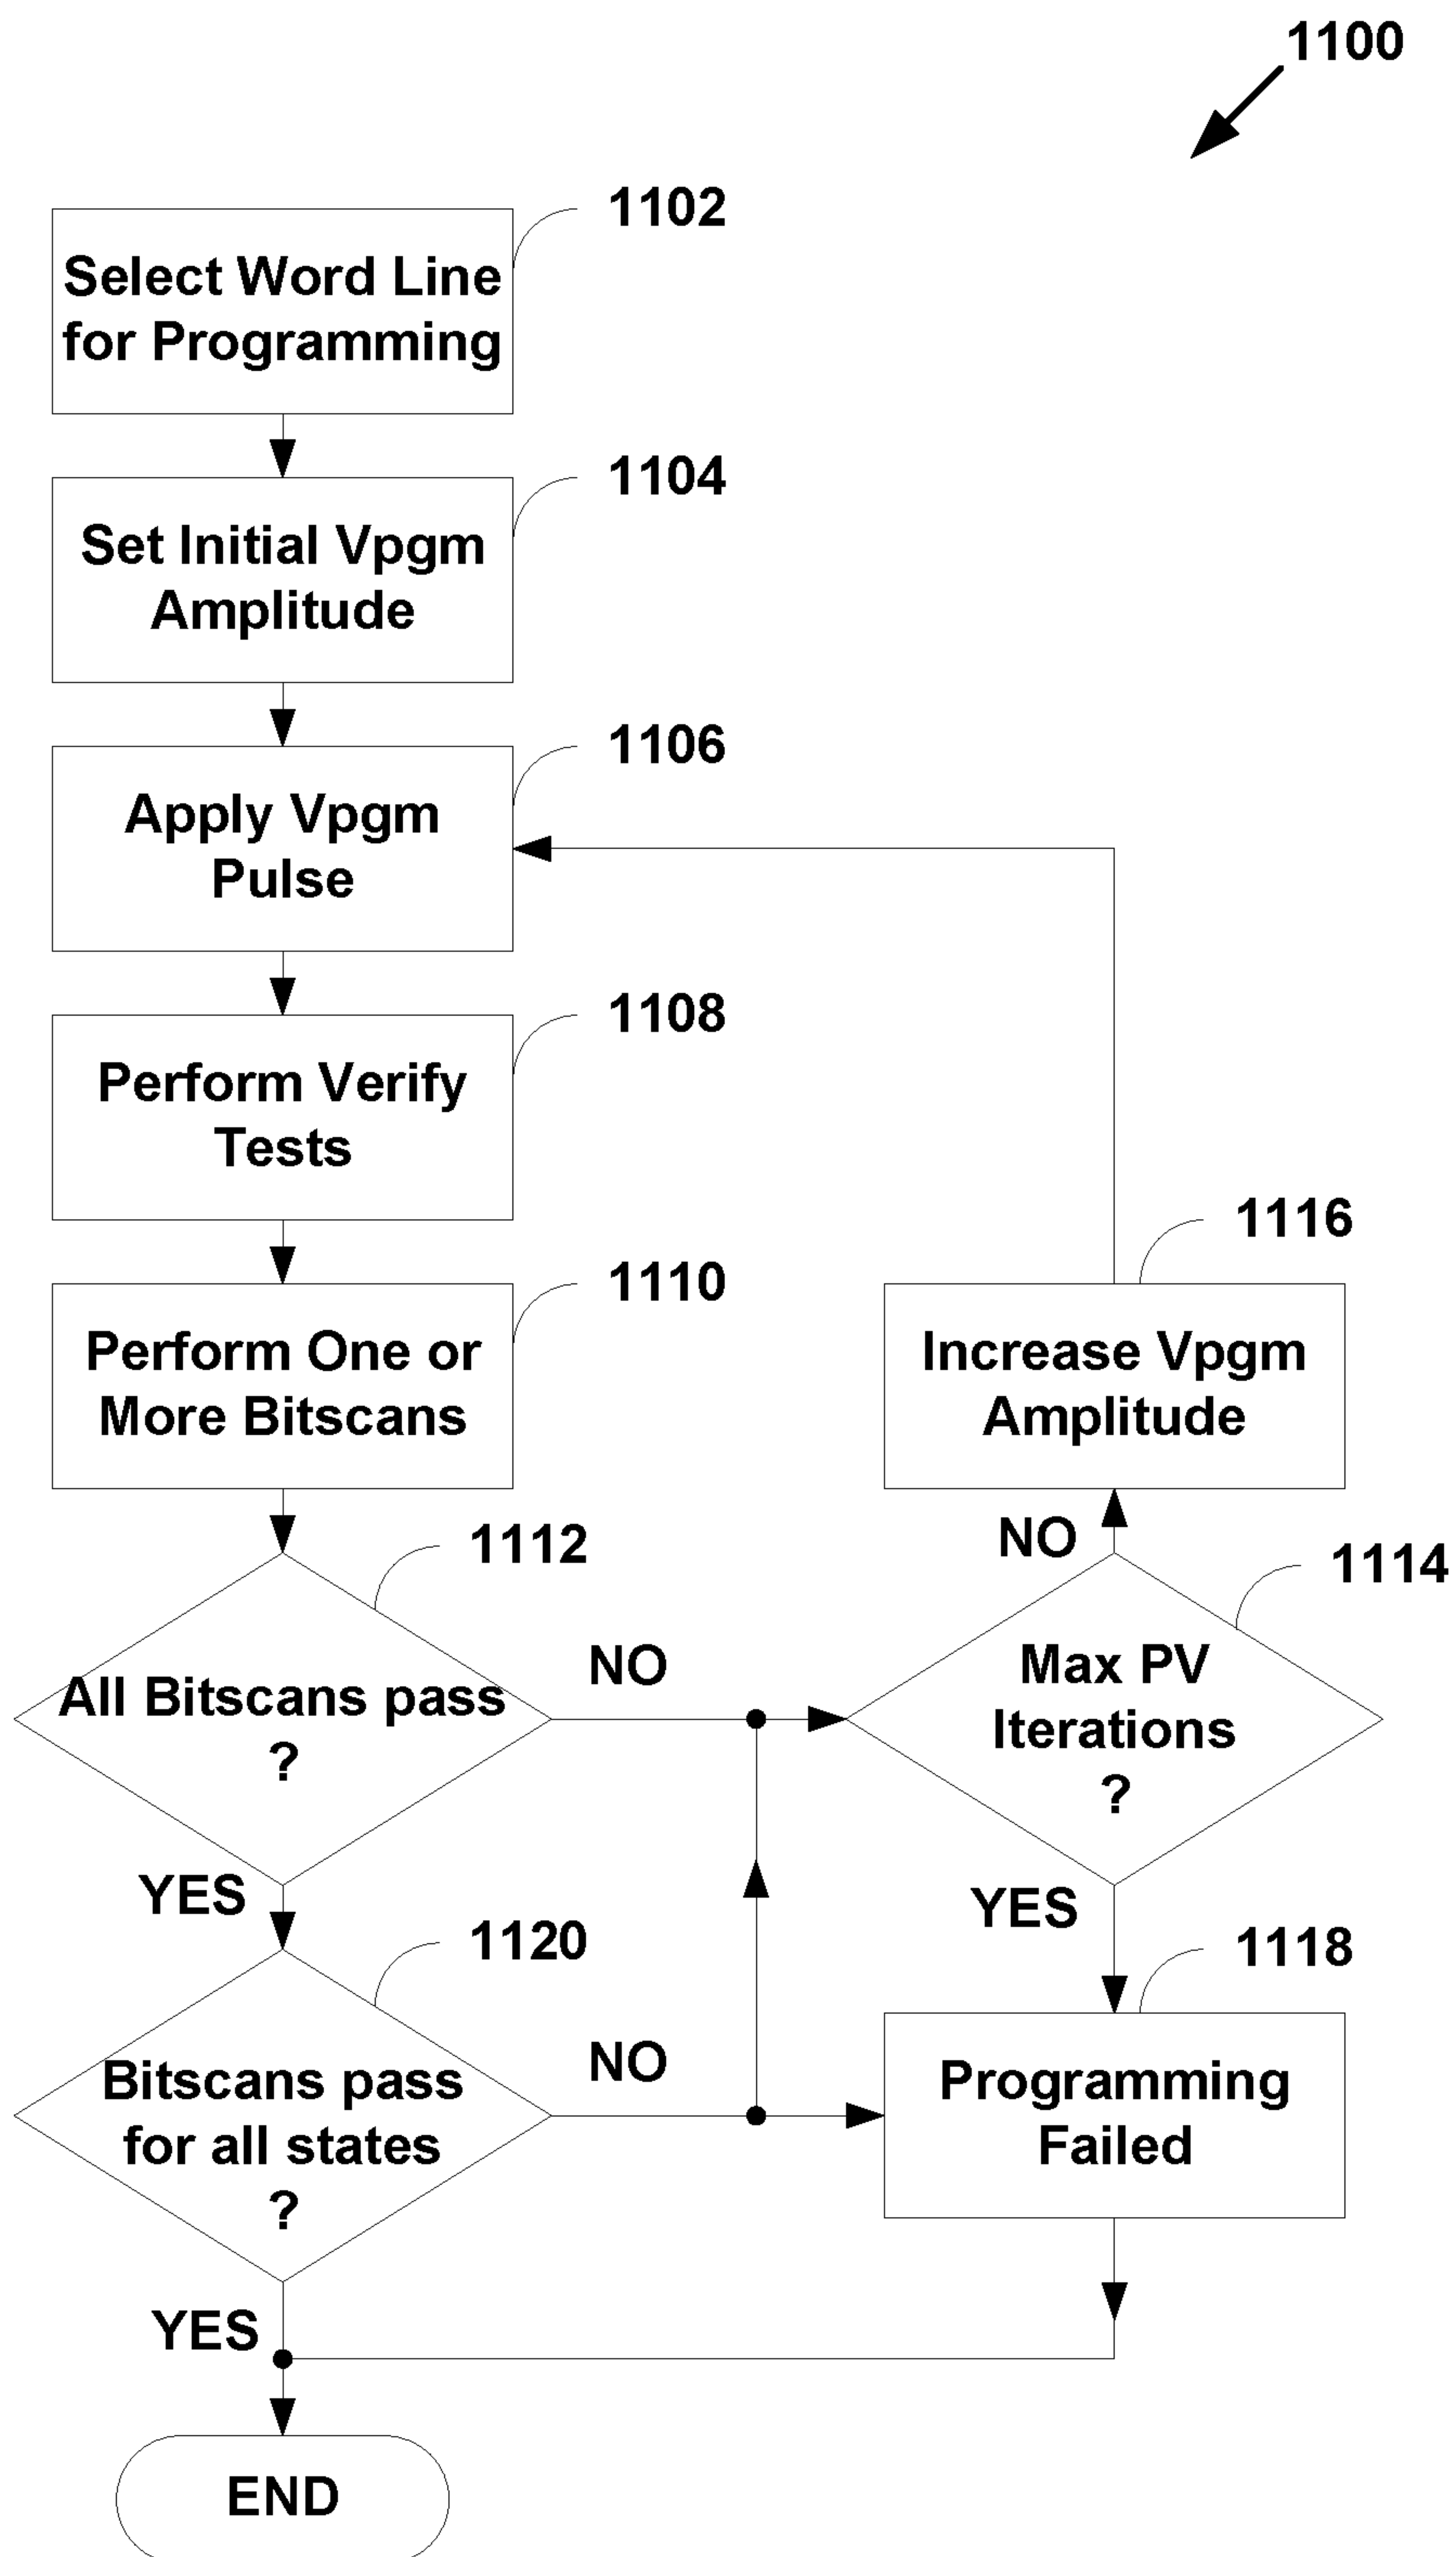 1100
1102
Select Word Line
for Programming
1104
Set Initial Vpgm
Amplitude
1106
Apply Vpgm
Pulse
1108
Perform Verify
Tests
1110
Perform One or
More Bitscans
1116
Increase Vpgm
Amplitude
1112
All Bitscans pass
?
NO
YES
1114
Max PV
Iterations
?
NO
YES
1120
Bitscans pass
for all states
?
NO
YES
1118
Programming
Failed
END